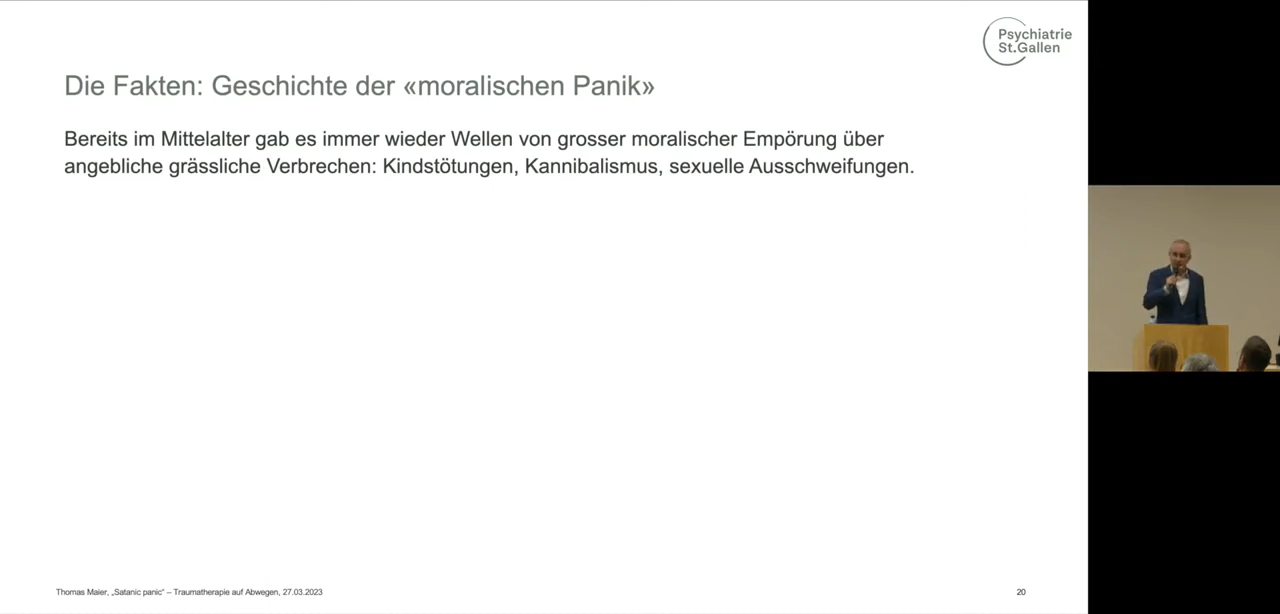 Psychiatrie
St.Gallen
Die Fakten: Geschichte der «moralischen Panik»
Bereits im Mittelalter gab es immer wieder Wellen von grosser moralischer Empörung über
angebliche grässliche Verbrechen: Kindstötungen, Kannibalismus, sexuelle Ausschweifungen.
Thomas Maier, „Satanic panic“ – Traumatherapie auf Abwegen, 27.03.2023
20